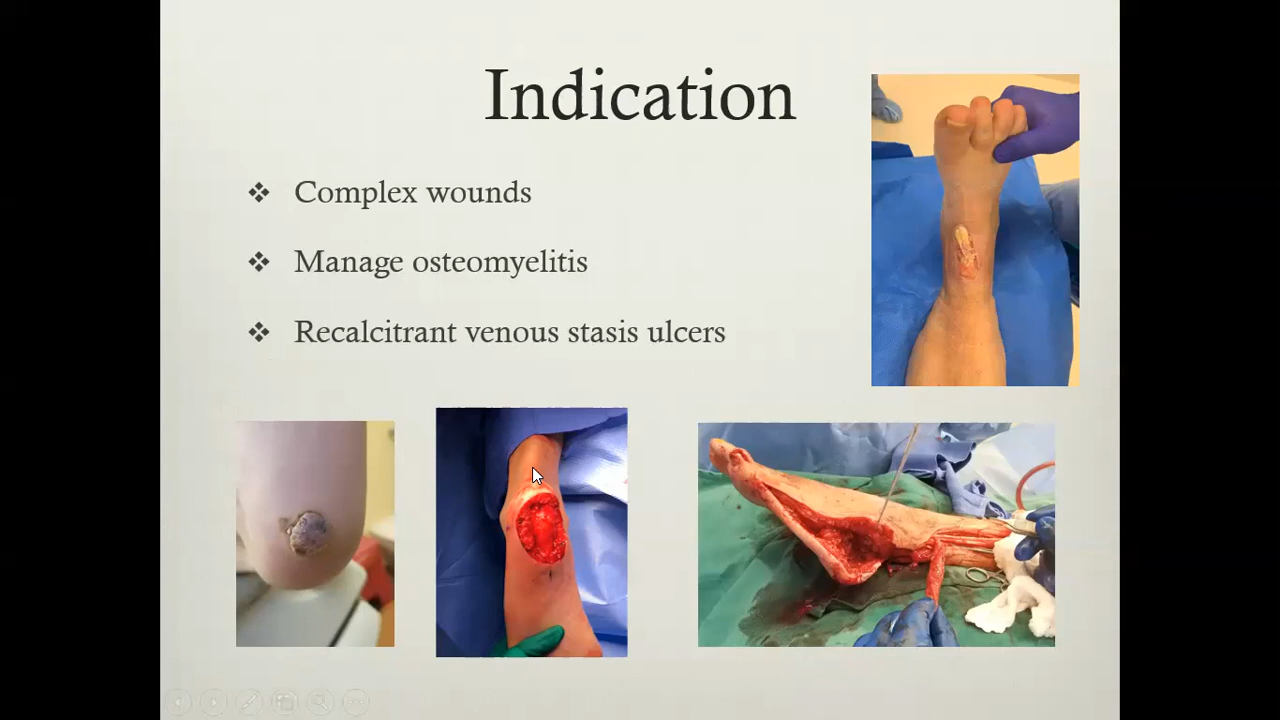 Indication
Complex wounds
Manage osteomyelitis
Recalcitrant venous stasis ulcers